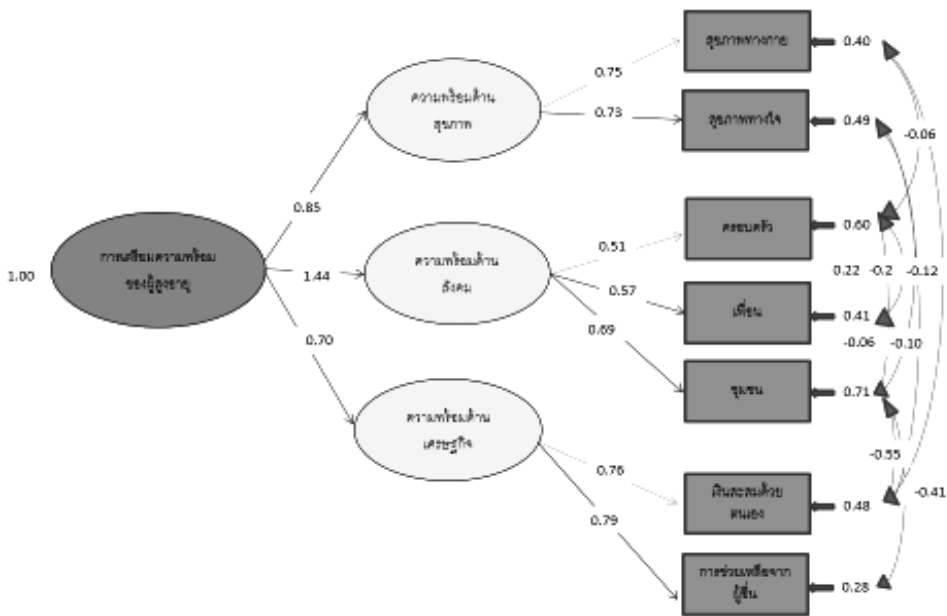 สุขภาพทางกาย
0.40
0.75
ความพร้อมด้าน
สุขภาพ
0.73
สุขภาพทางใจ
0.49
-0.06
0.85
ครอบครัว
0.60
0.51
การเตรียมความพร้อม
ของผู้สูงอายุ
1.00
1.44
ความพร้อมด้าน
สังคม
0.22
-0.2
-0.12
0.57
เพื่อน
0.41
0.69
-0.06
-0.10
0.70
ชุมชน
0.71
ความพร้อมด้าน
เศรษฐกิจ
-0.55
0.76
เงินสะสมด้วย
ตนเอง
0.48
-0.41
0.79
การช่วยเหลือจาก
ผู้อื่น
0.28